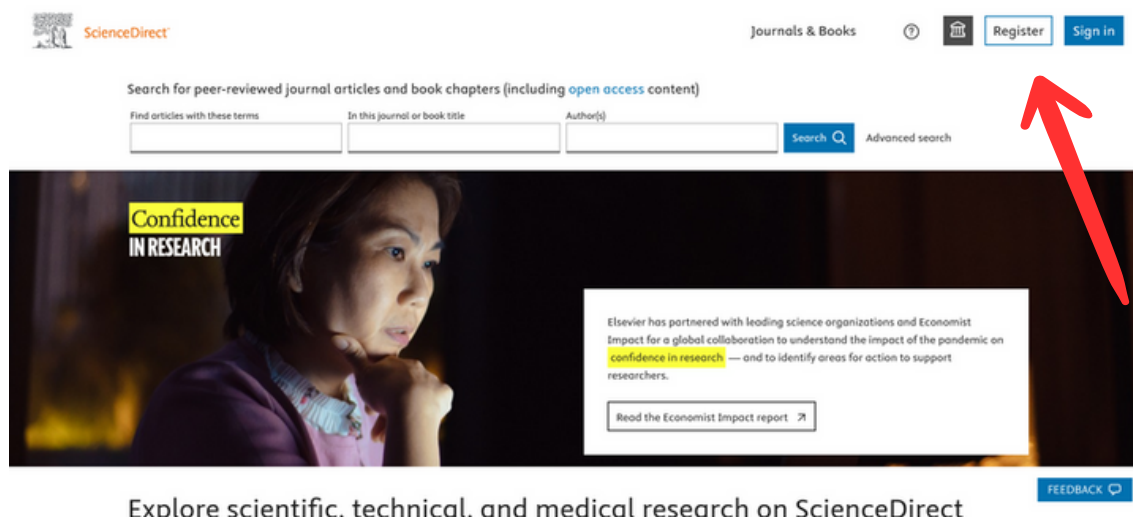 ScienceDirect
Journals & Books
Register
Sign in
Search for peer-reviewed journal articles and book chapters (including open access content)
Find articles with these terms
In this journal or book title
Author(s)
Search
Advanced search
Confidence
IN RESEARCH
Elsevier has partnered with leading science organizations and Economist
Impact for a global collaboration to understand the impact of the pandemic on
confidence in research — and to identify areas for action to support
researchers.
Read the Economist Impact report
FEEDBACK
Explore scientific, technical, and medical research on ScienceDirect